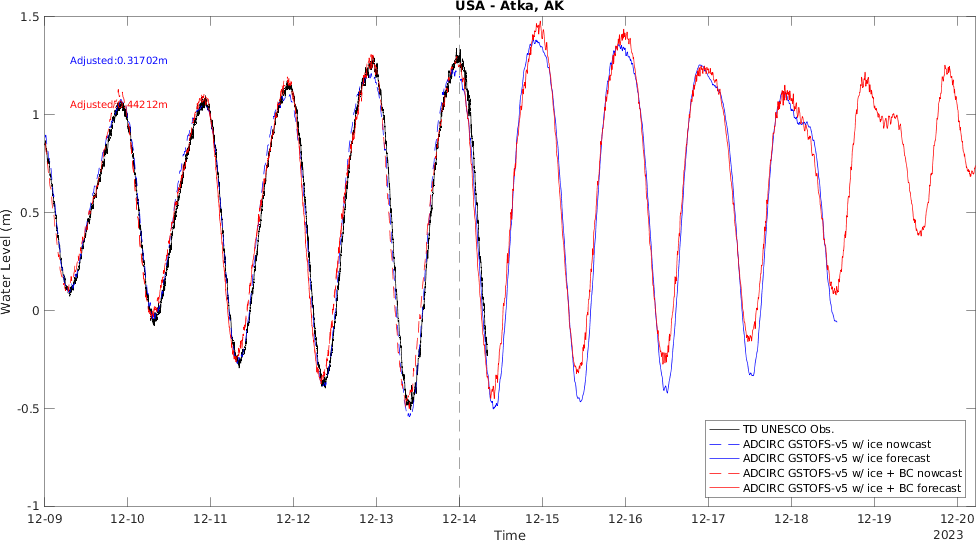 USA - Atka, AK
1.5
Adjusted:0.31702m
Adjusted 44212m
1
0.5
0
-0.5
-1
Water Level (m)
TD UNESCO Obs.
ADCIRC GSTOFS-v5 w/ ice nowcast
ADCIRC GSTOFS-v5 w/ ice forecast
ADCIRC GSTOFS-v5 w/ ice + BC nowcast
ADCIRC GSTOFS-v5 w/ ice + BC forecast
12-09 12-10 12-11 12-12 12-13 12-14 12-15 12-16 12-17 12-18 12-19 12-20
Time
2023